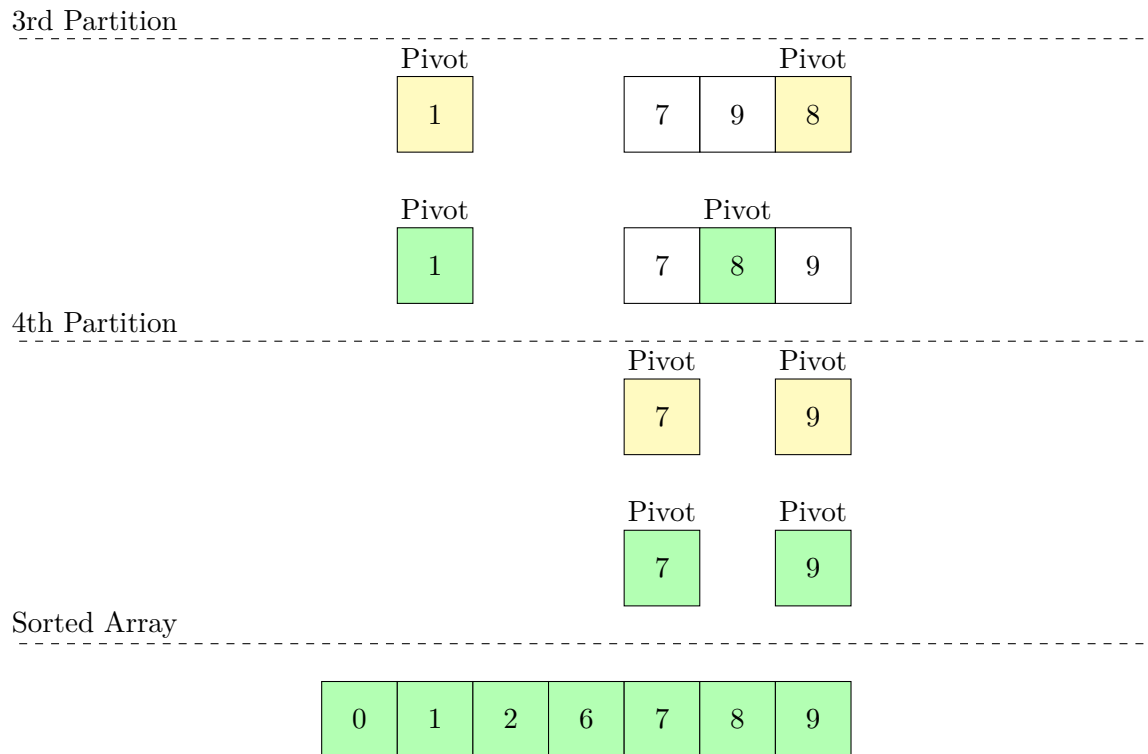 3rd Partition
Pivot Pivot
1 7 9 8
Pivot Pivot
1 7 8 9
4th Partition
Pivot Pivot
7 9
Pivot Pivot
7 9
Sorted Array
0 1 2 6 7 8 9